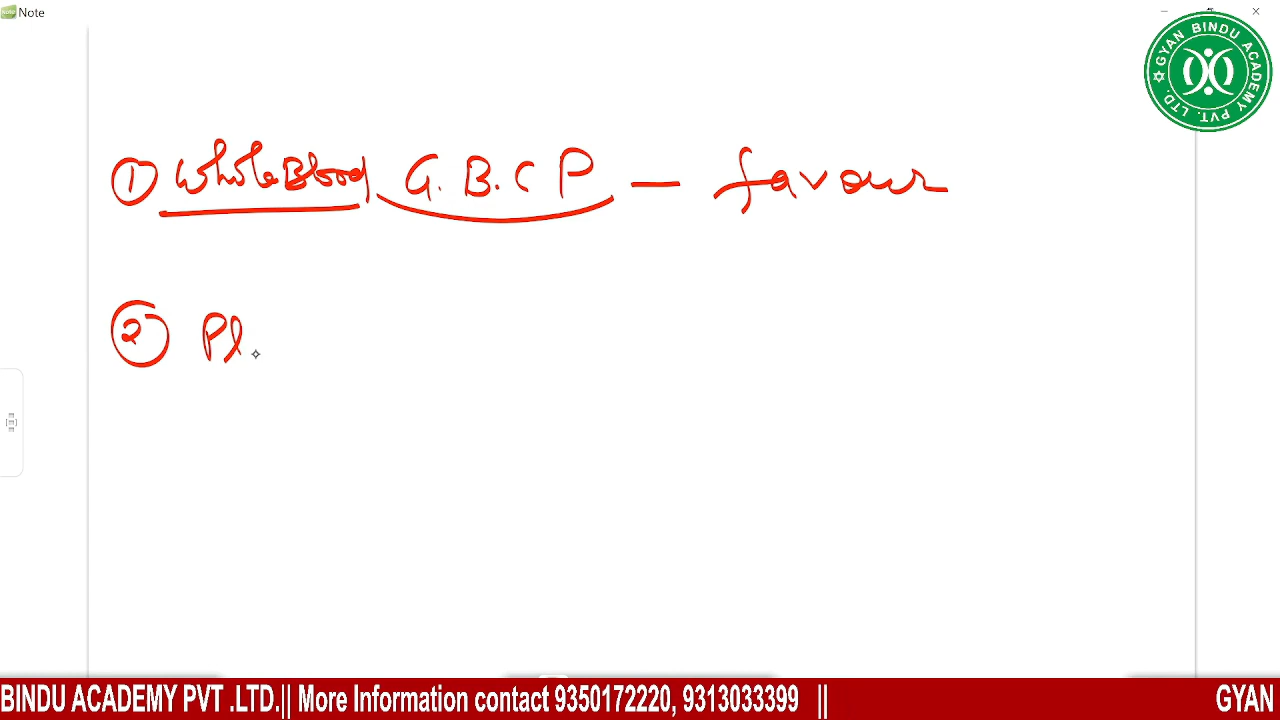 Note
GYAN BINDU ACADEMY PVT. LTD.
① Whole Blood G. B. C P — favour
② Pl
BINDU ACADEMY PVT .LTD.|| More Information contact 9350172220, 9313033399 || GYAN